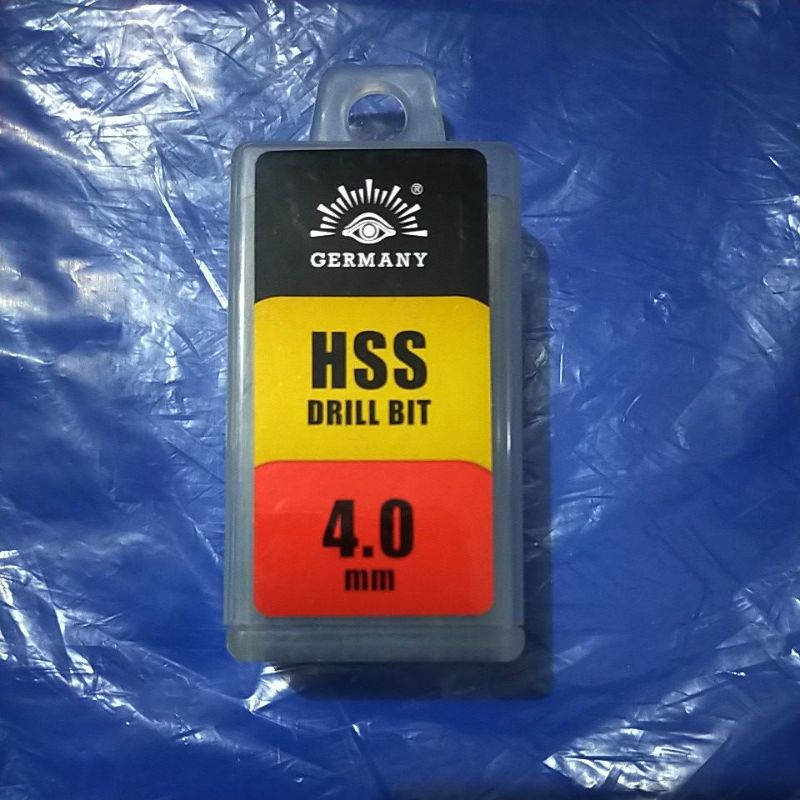 ®
GERMANY
HSS
DRILL BIT
4.0
mm